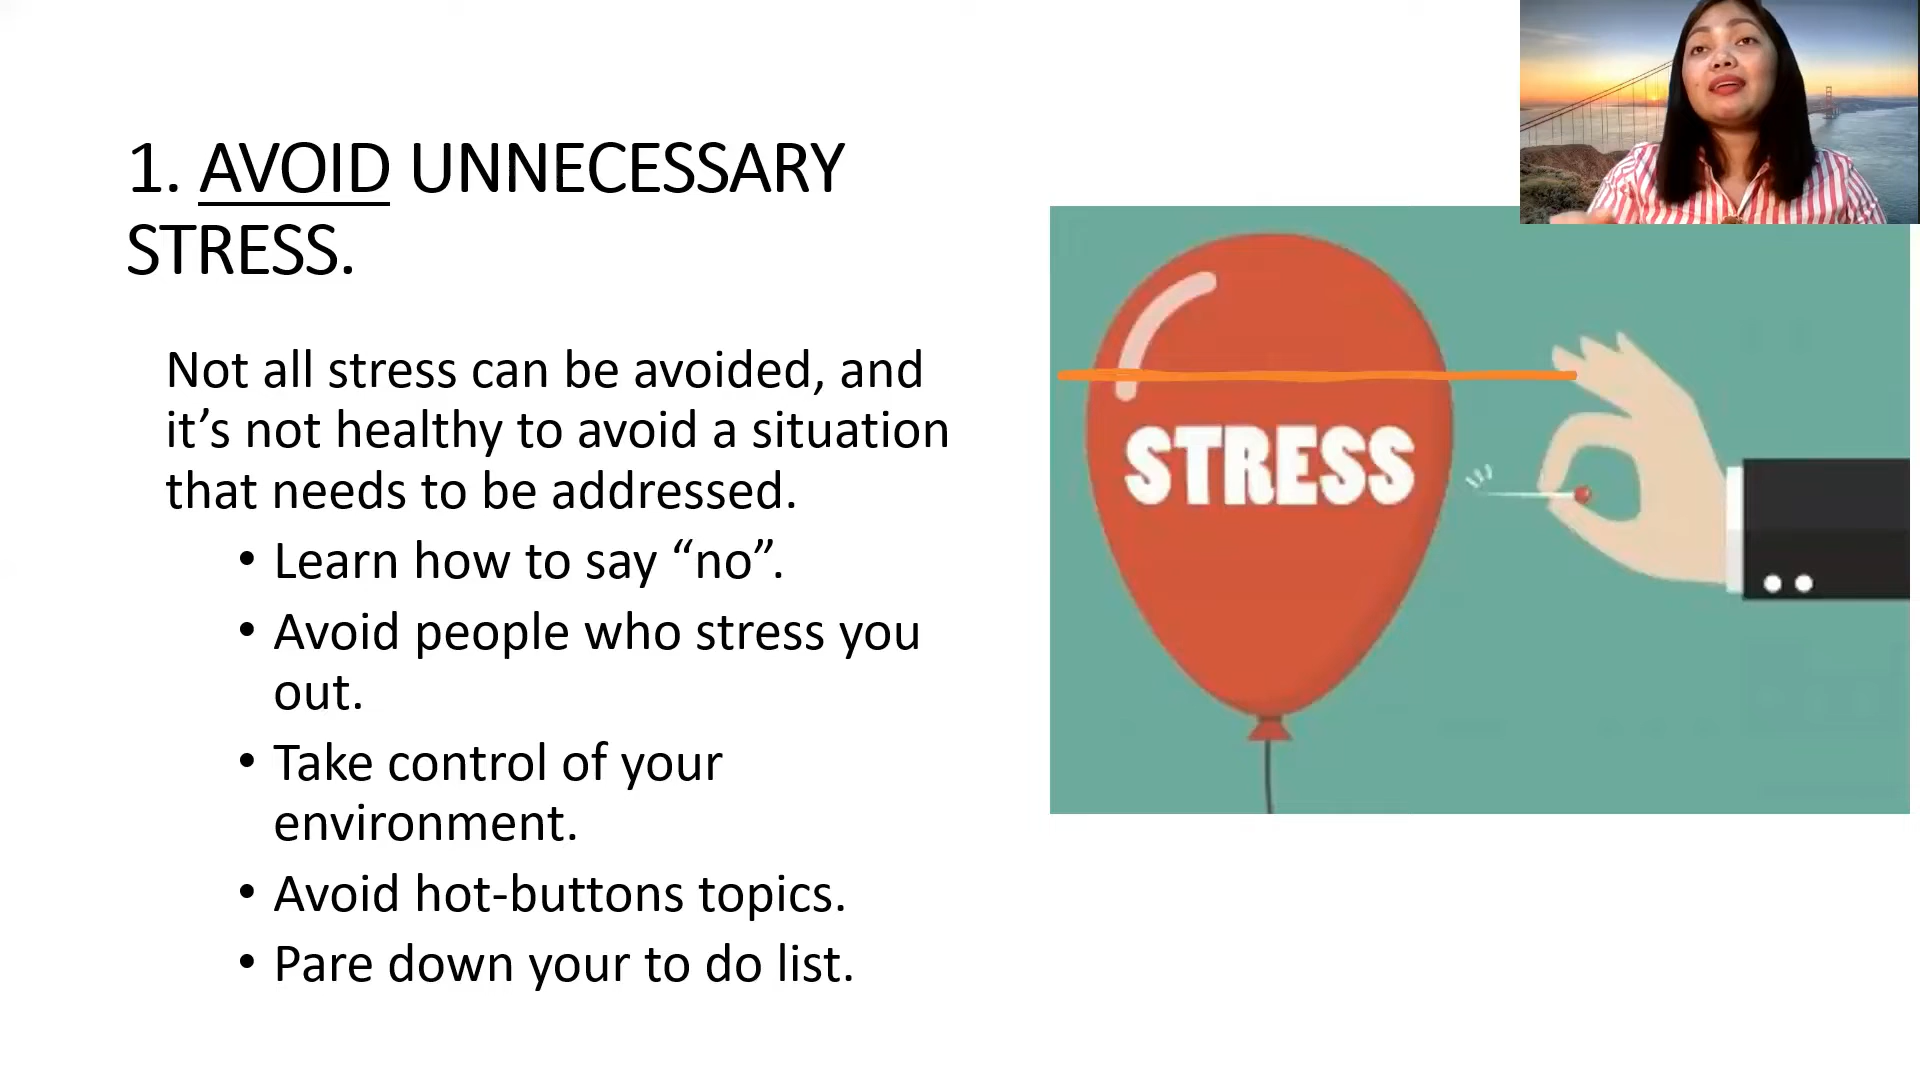 1. AVOID UNNECESSARY
STRESS.
Not all stress can be avoided, and
it’s not healthy to avoid a situation
that needs to be addressed.
• Learn how to say “no”.
• Avoid people who stress you
out.
• Take control of your
environment.
• Avoid hot-buttons topics.
• Pare down your to do list.
STRESS